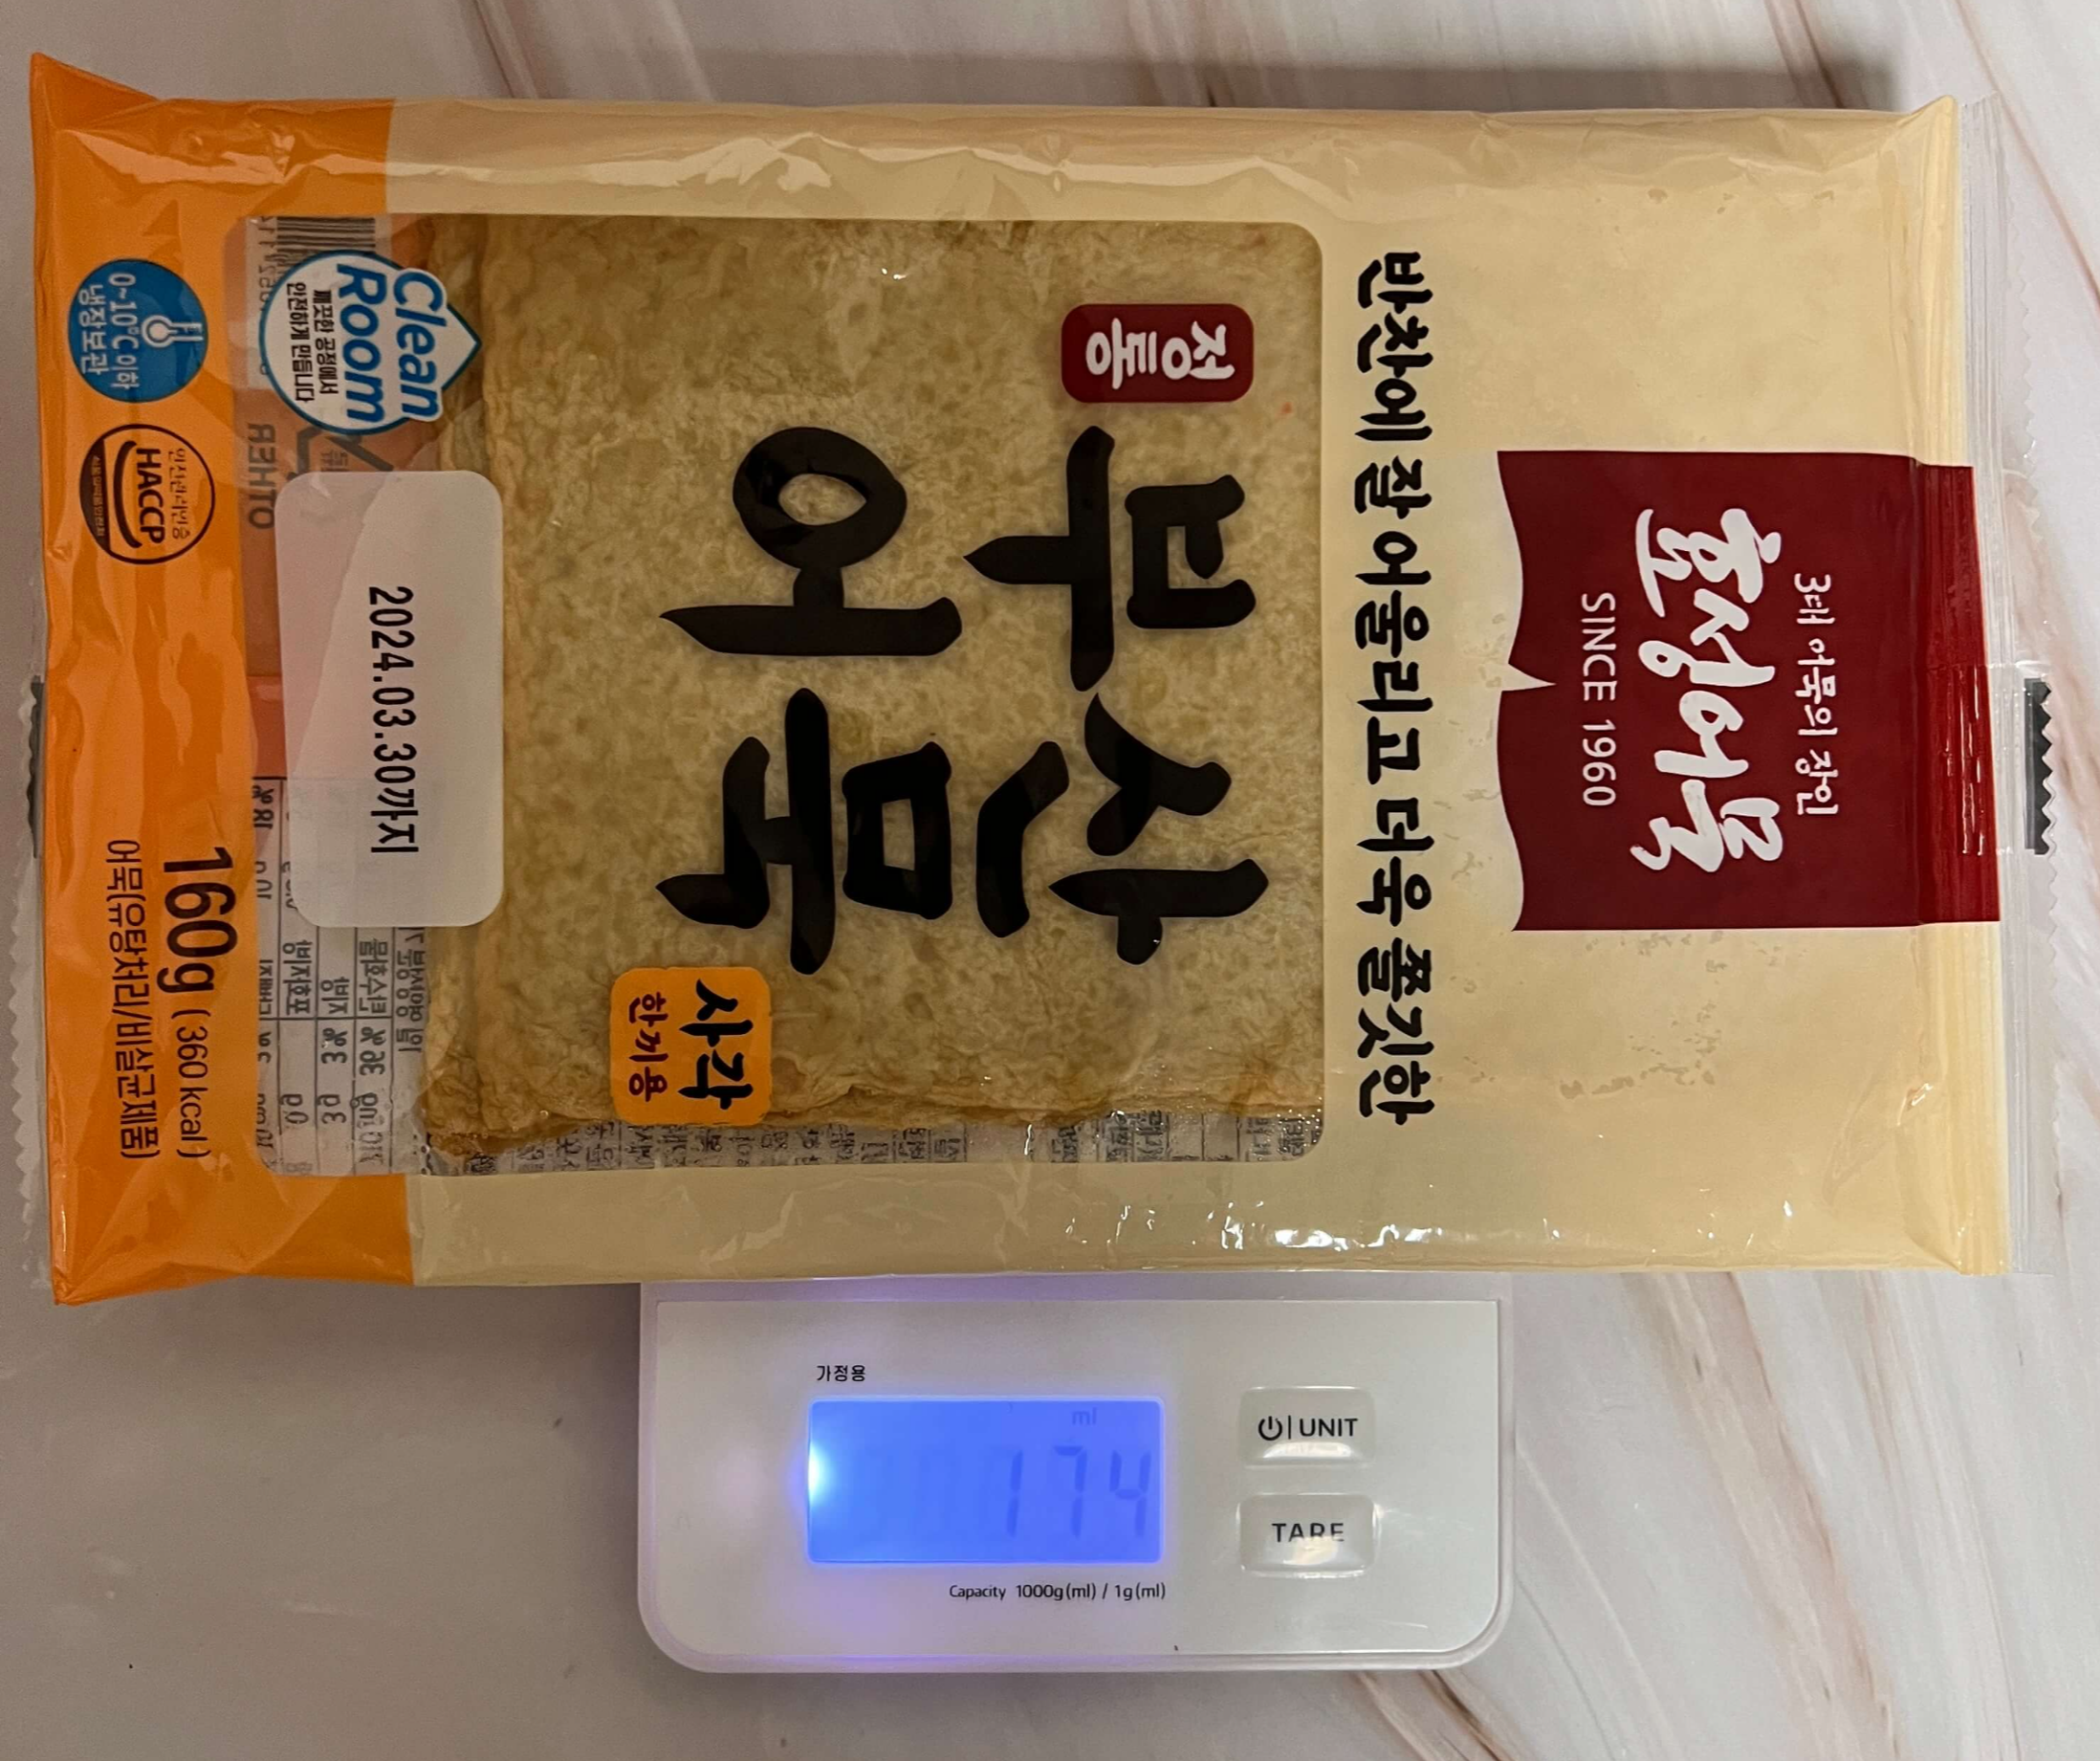 3대 어묵의 장인
효성어묵
SINCE 1960
반찬에 잘 어울리고 더욱 쫄깃한
정통
부산
어묵
사각
한끼용
Clean
Room
깨끗한 공정에서
안전하게 만듭니다
2024.03.30까지
0~10℃ 이하
냉장보관
안전관리인증
HACCP
160g ( 360 kcal )
어묵(유탕처리/비살균제품)
가정용
ml
174
UNIT
TARE
Capacity 1000g(ml) / 1g(ml)